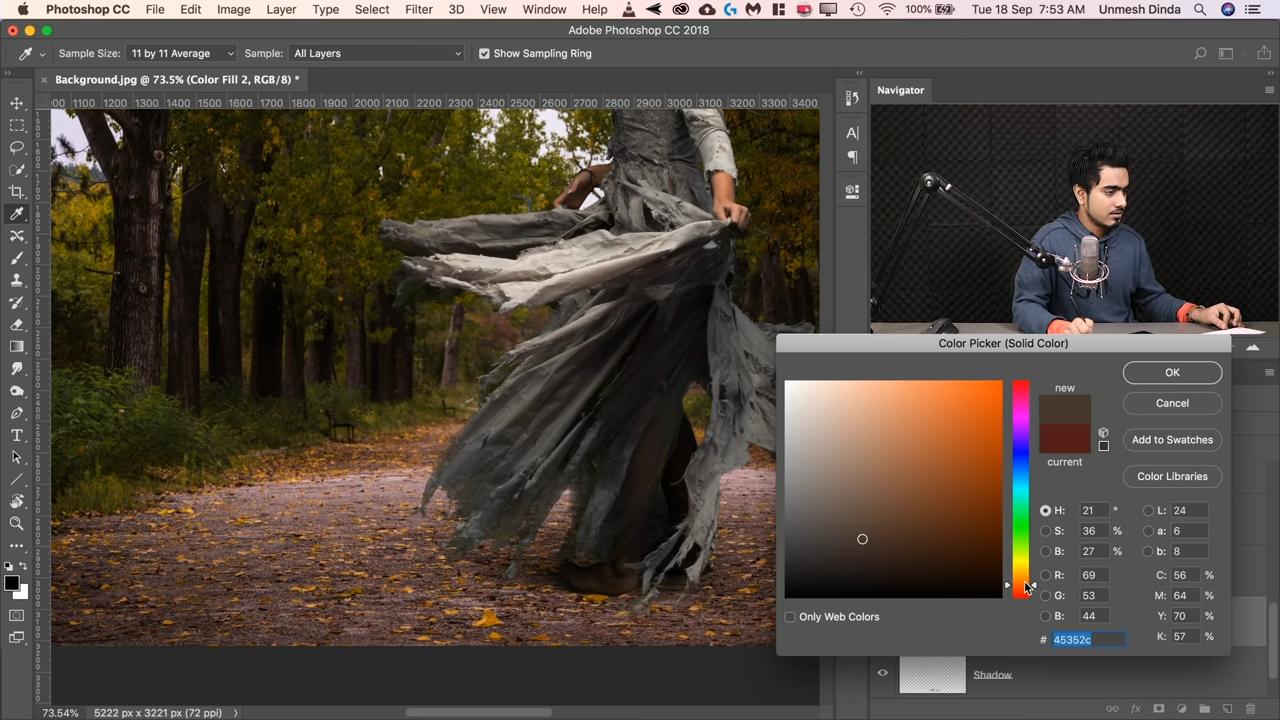 Photoshop CC File Edit Image Layer Type Select Filter 3D View Window Help 100% Tue 18 Sep 7:53 AM Unmesh Dinda
Adobe Photoshop CC 2018
Sample Size: 11 by 11 Average Sample: All Layers Show Sampling Ring
Background.jpg @ 73.5% (Color Fill 2, RGB/8) *
Navigator
00 1100 1200 1300 1400 1500 1600 1700 1800 1900 2000 2100 2200 2300 2400 2500 2600 2700 2800 2900 3000 3100 3200 3300 3400
Color Picker (Solid Color)
new
current
OK
Cancel
Add to Swatches
Color Libraries
H: 21 ° L: 24
S: 36 % a: 6
B: 27 % b: 8
R: 69 C: 56 %
G: 53 M: 64 %
B: 44 Y: 70 %
# 45352c K: 57 %
Only Web Colors
Shadow
73.54% 5222 px x 3221 px (72 ppi)